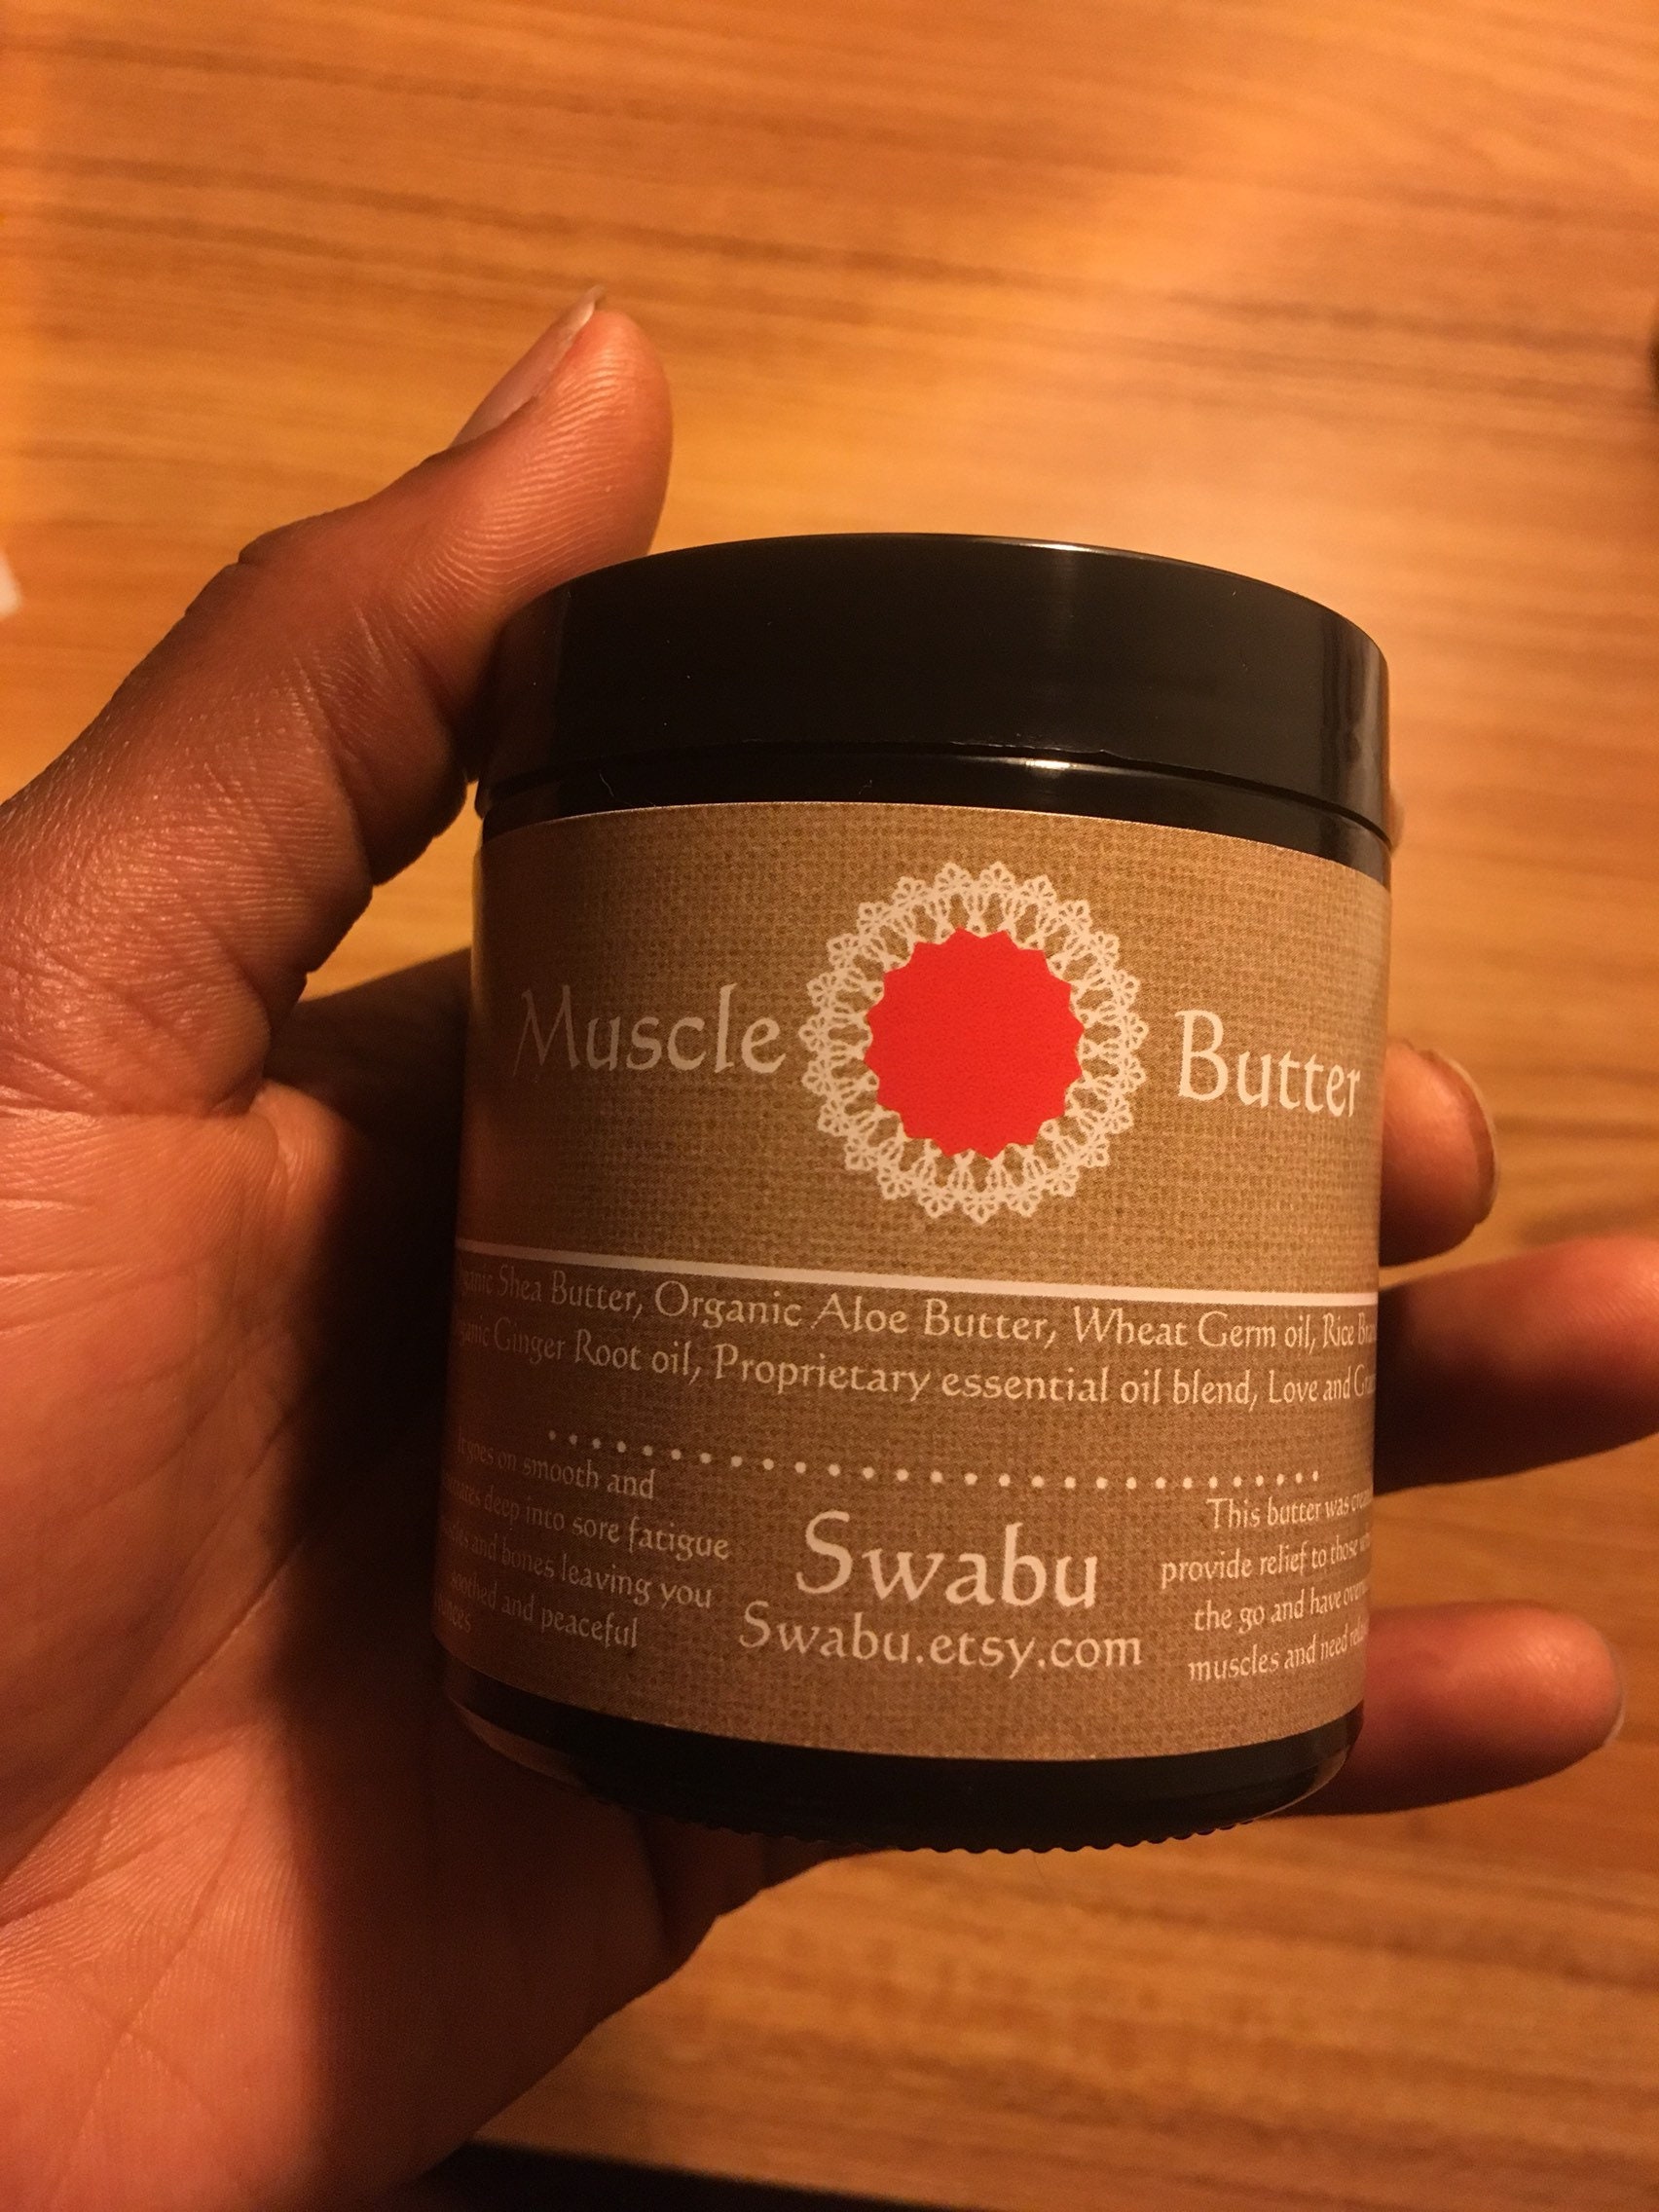 Muscle Butter
Shea Butter, Organic Aloe Butter, Wheat Germ oil, Rice
Ginger Root oil, Proprietary essential oil blend, Love and
goes on smooth and
deep into sore fatigue
and bones leaving you
soothed and peaceful
Swabu
Swabu.etsy.com
This butter was
provide relief to those
the go and have
muscles and need